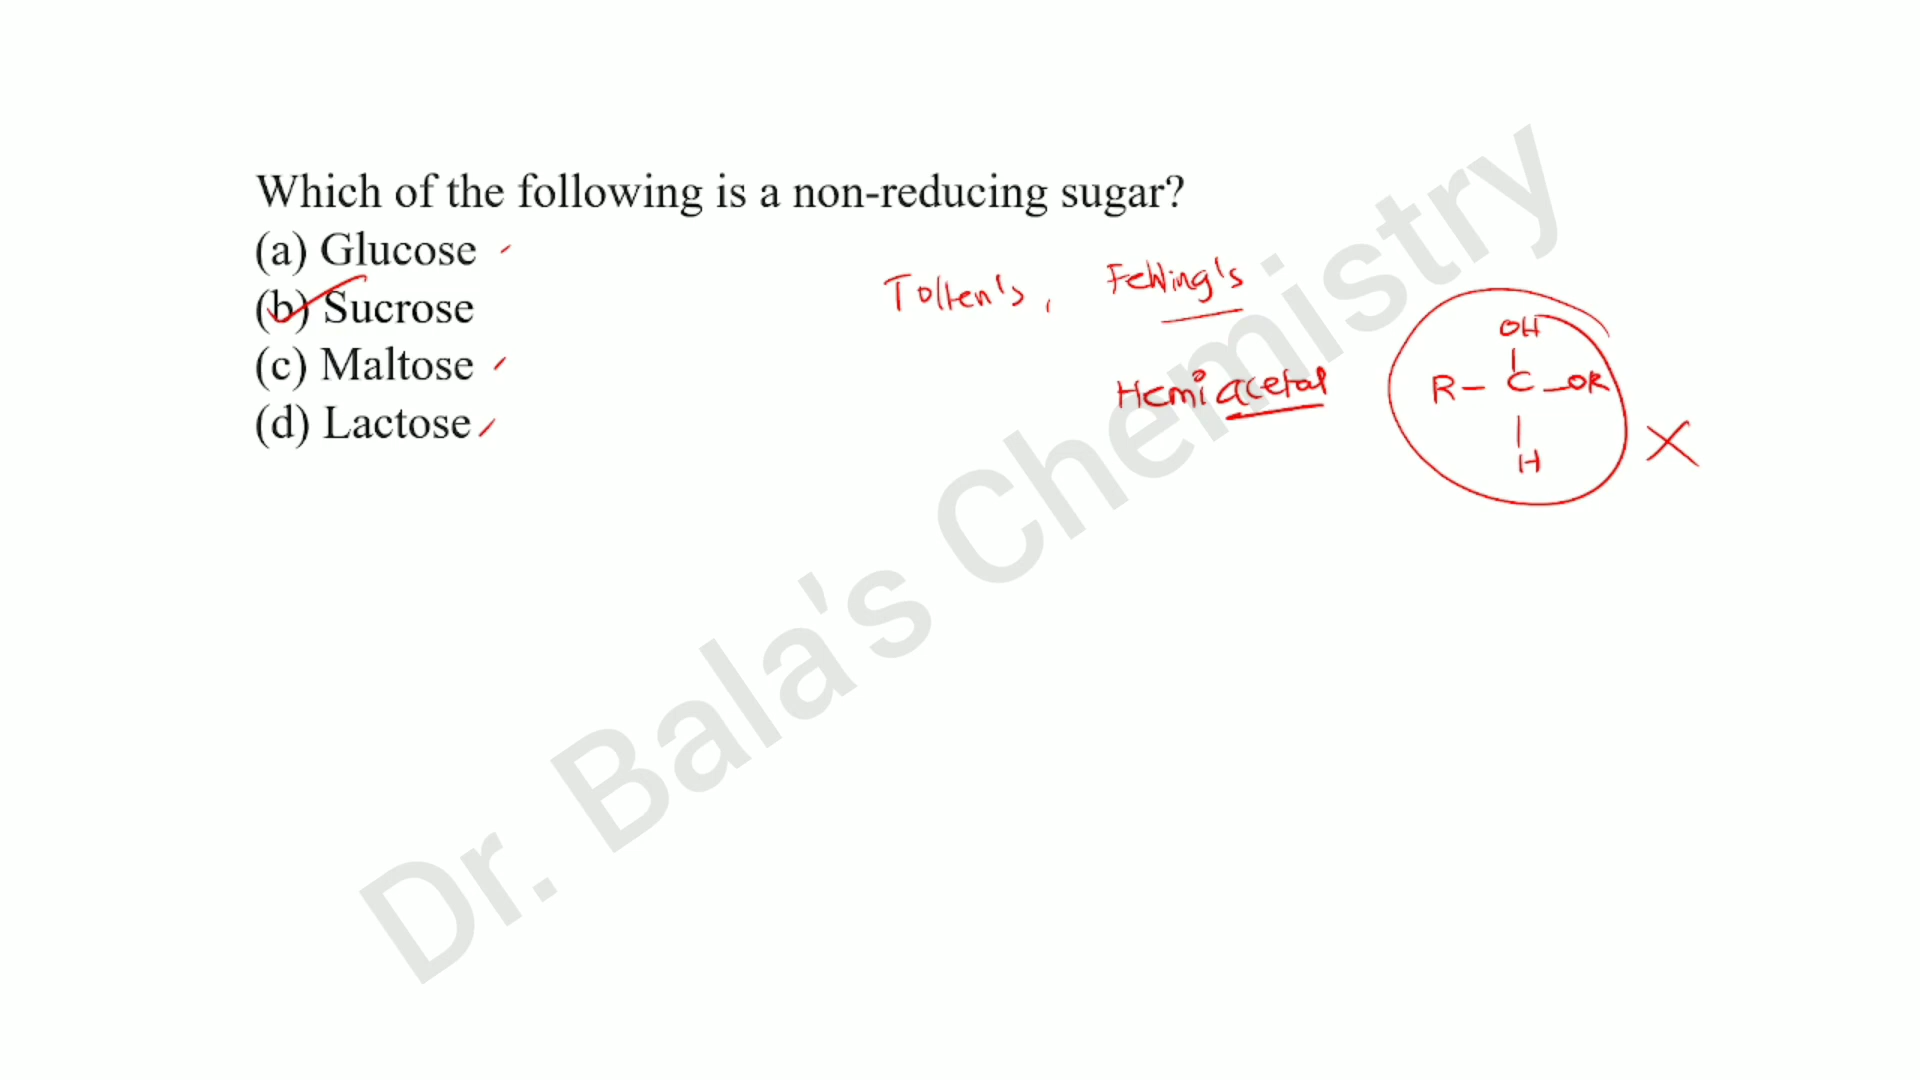 Which of the following is a non-reducing sugar?
(a) Glucose
(b) Sucrose
(c) Maltose
(d) Lactose
Tollen's, Fehling's
Hemiacetal
OH
R - C - OR
H
Dr. Bala's Chemistry